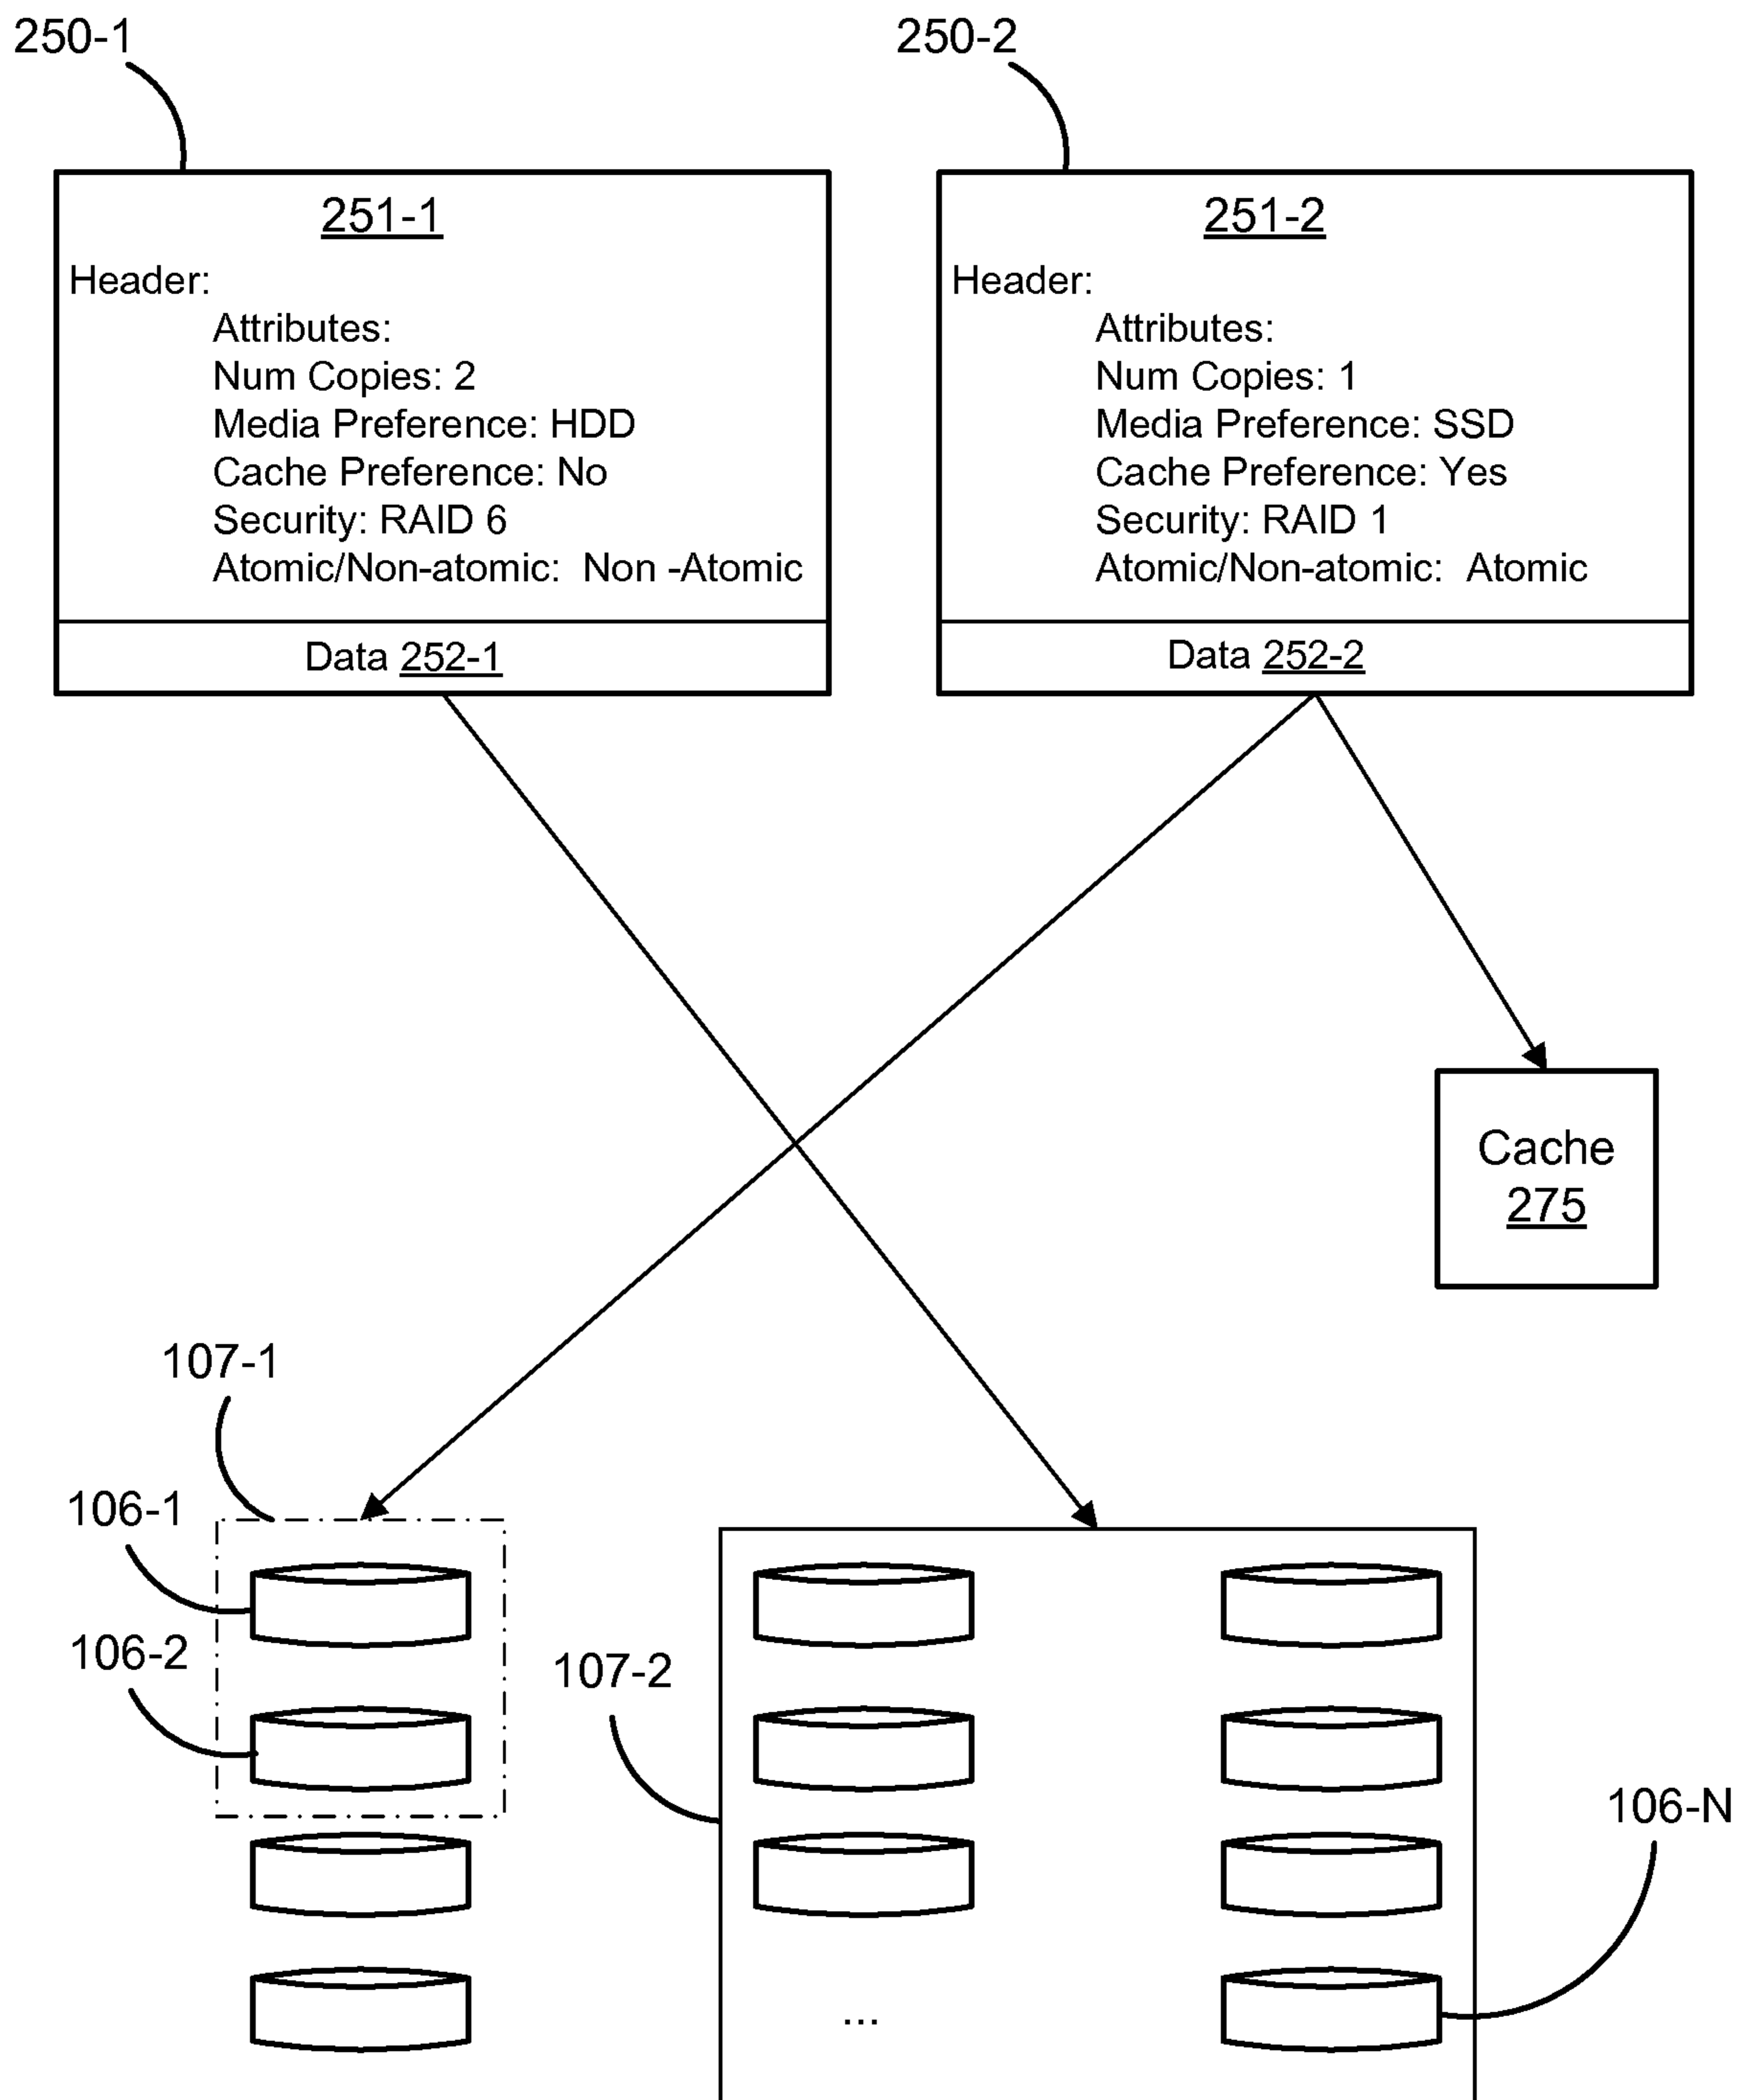 250-1
250-2
251-1
Header:
Attributes:
Num Copies: 2
Media Preference: HDD
Cache Preference: No
Security: RAID 6
Atomic/Non-atomic:  Non -Atomic
Data 252-1
251-2
Header:
Attributes:
Num Copies: 1
Media Preference: SSD
Cache Preference: Yes
Security: RAID 1
Atomic/Non-atomic:  Atomic
Data 252-2
Cache
275
107-1
106-1
106-2
107-2
106-N
...